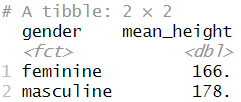 # A tibble: 2 × 2
gender mean_height
<fct> <dbl>
1 feminine 166.
2 masculine 178.